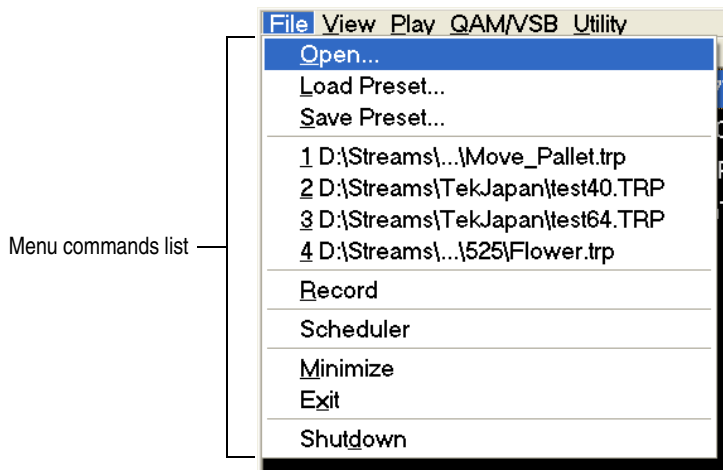 File View Play QAM/VSB Utility
Open...
Load Preset...
Save Preset...
1 D:\Streams\...\Move_Pallet.trp
2 D:\Streams\TekJapan\test40.TRP
3 D:\Streams\TekJapan\test64.TRP
Menu commands list
4 D:\Streams\...\525\Flower.trp
Record
Scheduler
Minimize
Exit
Shutdown